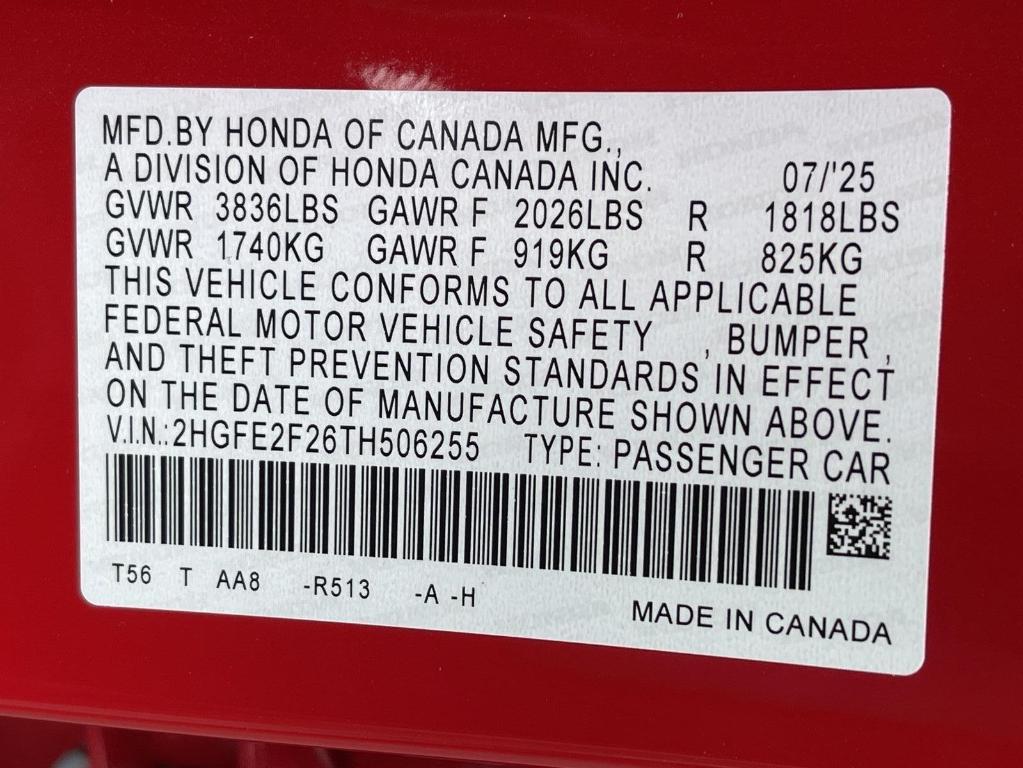 MFD.BY HONDA OF CANADA MFG.,
A DIVISION OF HONDA CANADA INC. 07/'25
GVWR 3836LBS GAWR F 2026LBS R 1818LBS
GVWR 1740KG GAWR F 919KG R 825KG
THIS VEHICLE CONFORMS TO ALL APPLICABLE
FEDERAL MOTOR VEHICLE SAFETY , BUMPER ,
AND THEFT PREVENTION STANDARDS IN EFFECT
ON THE DATE OF MANUFACTURE SHOWN ABOVE.
V.I.N.:2HGFE2F26TH506255 TYPE: PASSENGER CAR
T56 T AA8 -R513 -A -H
MADE IN CANADA